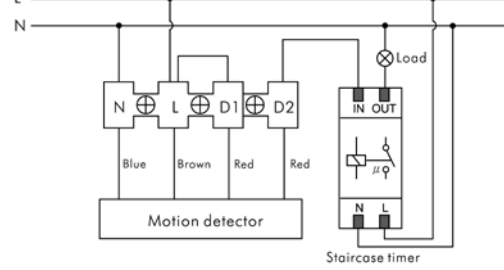 L
N
Load
N L D1 D2
IN OUT
Blue Brown Red Red
μ
N L
Motion detector
Staircase timer